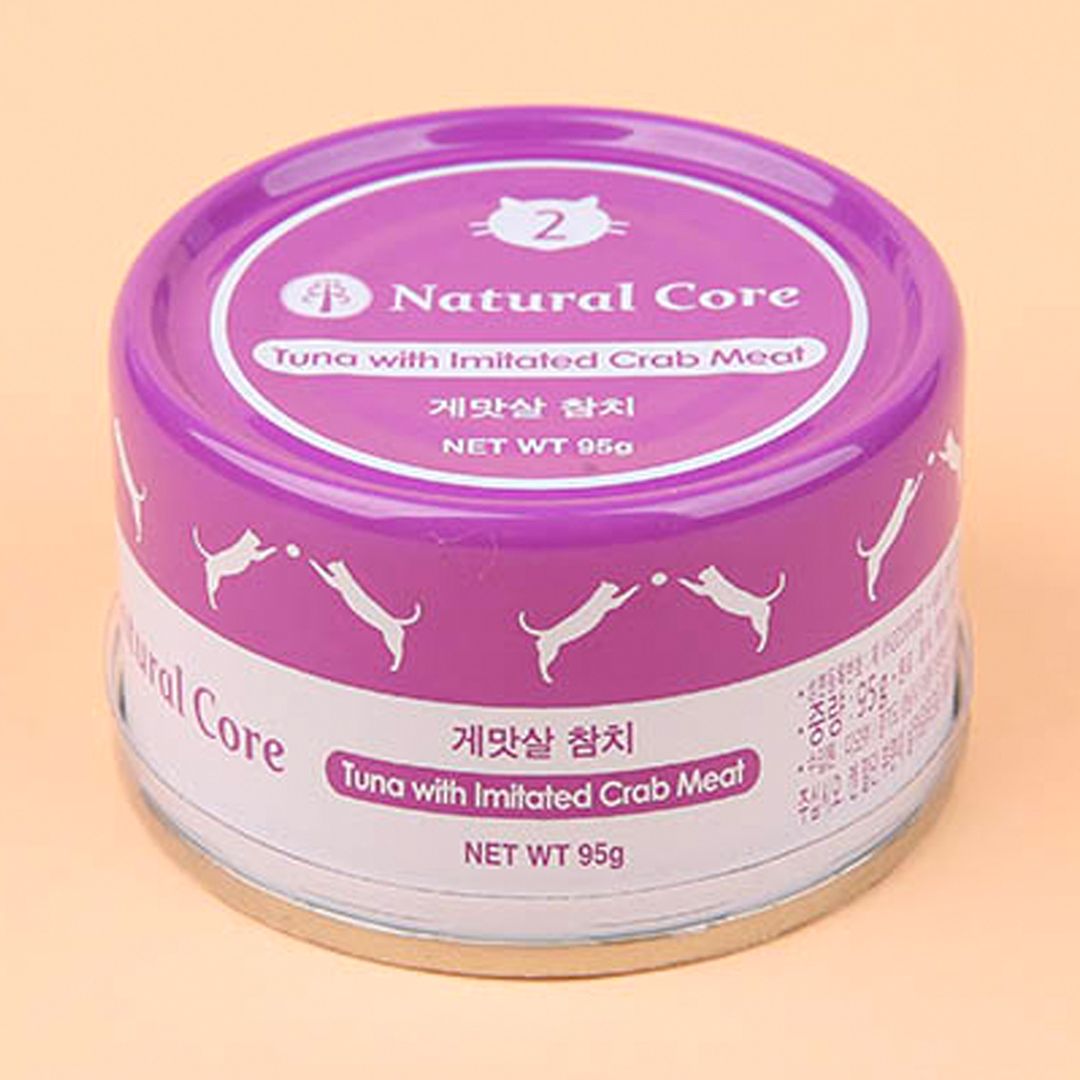 2
Natural Core
Tuna with Imitated Crab Meat
게맛살 참치
NET WT 95g
Core
게맛살 참치
Tuna with Imitated Crab Meat
NET WT 95g